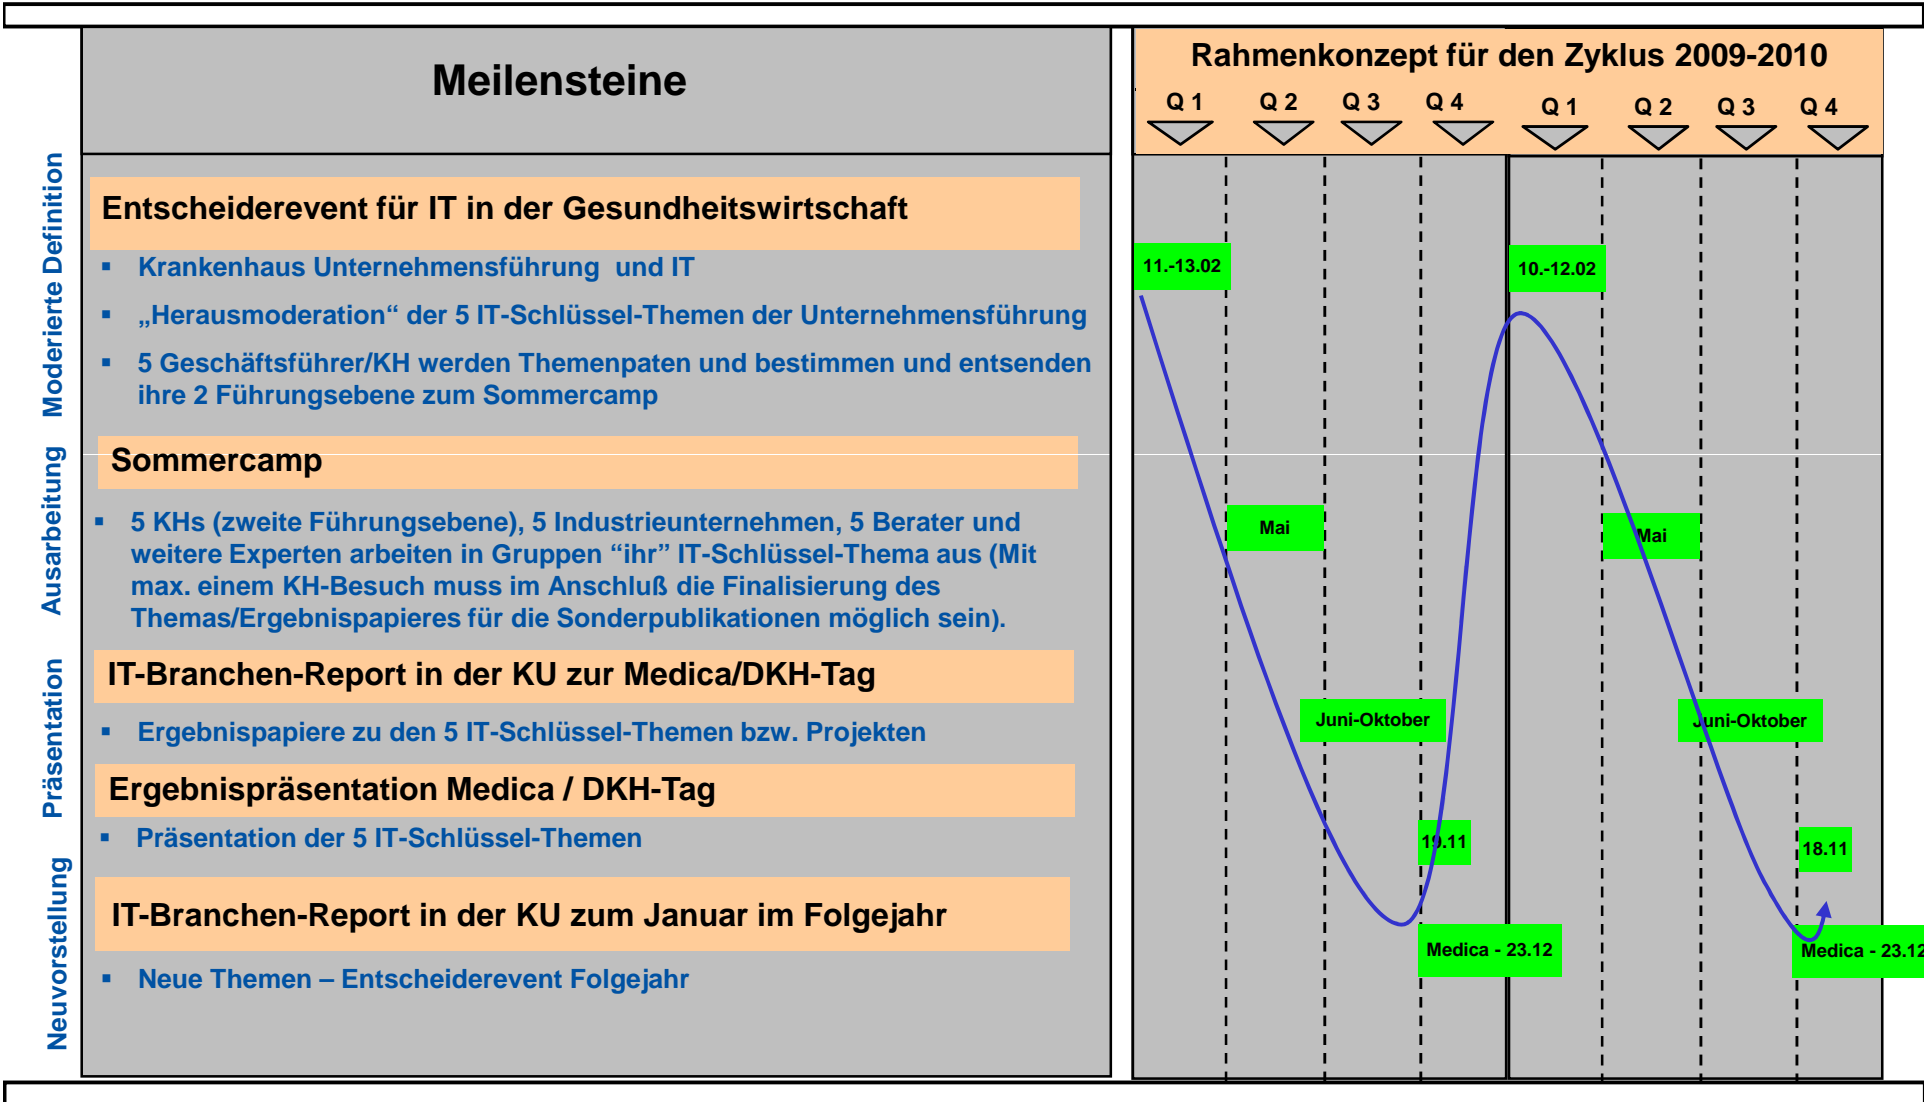 Meilensteine
Rahmenkonzept für den Zyklus 2009-2010
Q 1 Q 2 Q 3 Q 4 Q 1 Q 2 Q 3 Q 4
Moderierte Definition
Entscheiderevent für IT in der Gesundheitswirtschaft
▪ Krankenhaus Unternehmensführung und IT
▪ „Herausmoderation“ der 5 IT-Schlüssel-Themen der Unternehmensführung
▪ 5 Geschäftsführer/KH werden Themenpaten und bestimmen und entsenden
ihre 2 Führungsebene zum Sommercamp
11.-13.02
10.-12.02
Ausarbeitung
Sommercamp
▪ 5 KHs (zweite Führungsebene), 5 Industrieunternehmen, 5 Berater und
weitere Experten arbeiten in Gruppen “ihr” IT-Schlüssel-Thema aus (Mit
max. einem KH-Besuch muss im Anschluß die Finalisierung des
Themas/Ergebnispapieres für die Sonderpublikationen möglich sein).
Mai
Mai
Präsentation
IT-Branchen-Report in der KU zur Medica/DKH-Tag
▪ Ergebnispapiere zu den 5 IT-Schlüssel-Themen bzw. Projekten
Juni-Oktober
Juni-Oktober
Ergebnispräsentation Medica / DKH-Tag
▪ Präsentation der 5 IT-Schlüssel-Themen
19.11
18.11
Neuvorstellung
IT-Branchen-Report in der KU zum Januar im Folgejahr
▪ Neue Themen – Entscheiderevent Folgejahr
Medica - 23.12
Medica - 23.12